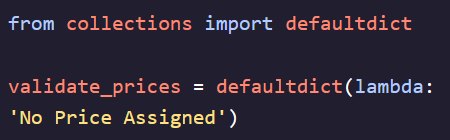 from collections import defaultdict
validate_prices = defaultdict(lambda:
'No Price Assigned')